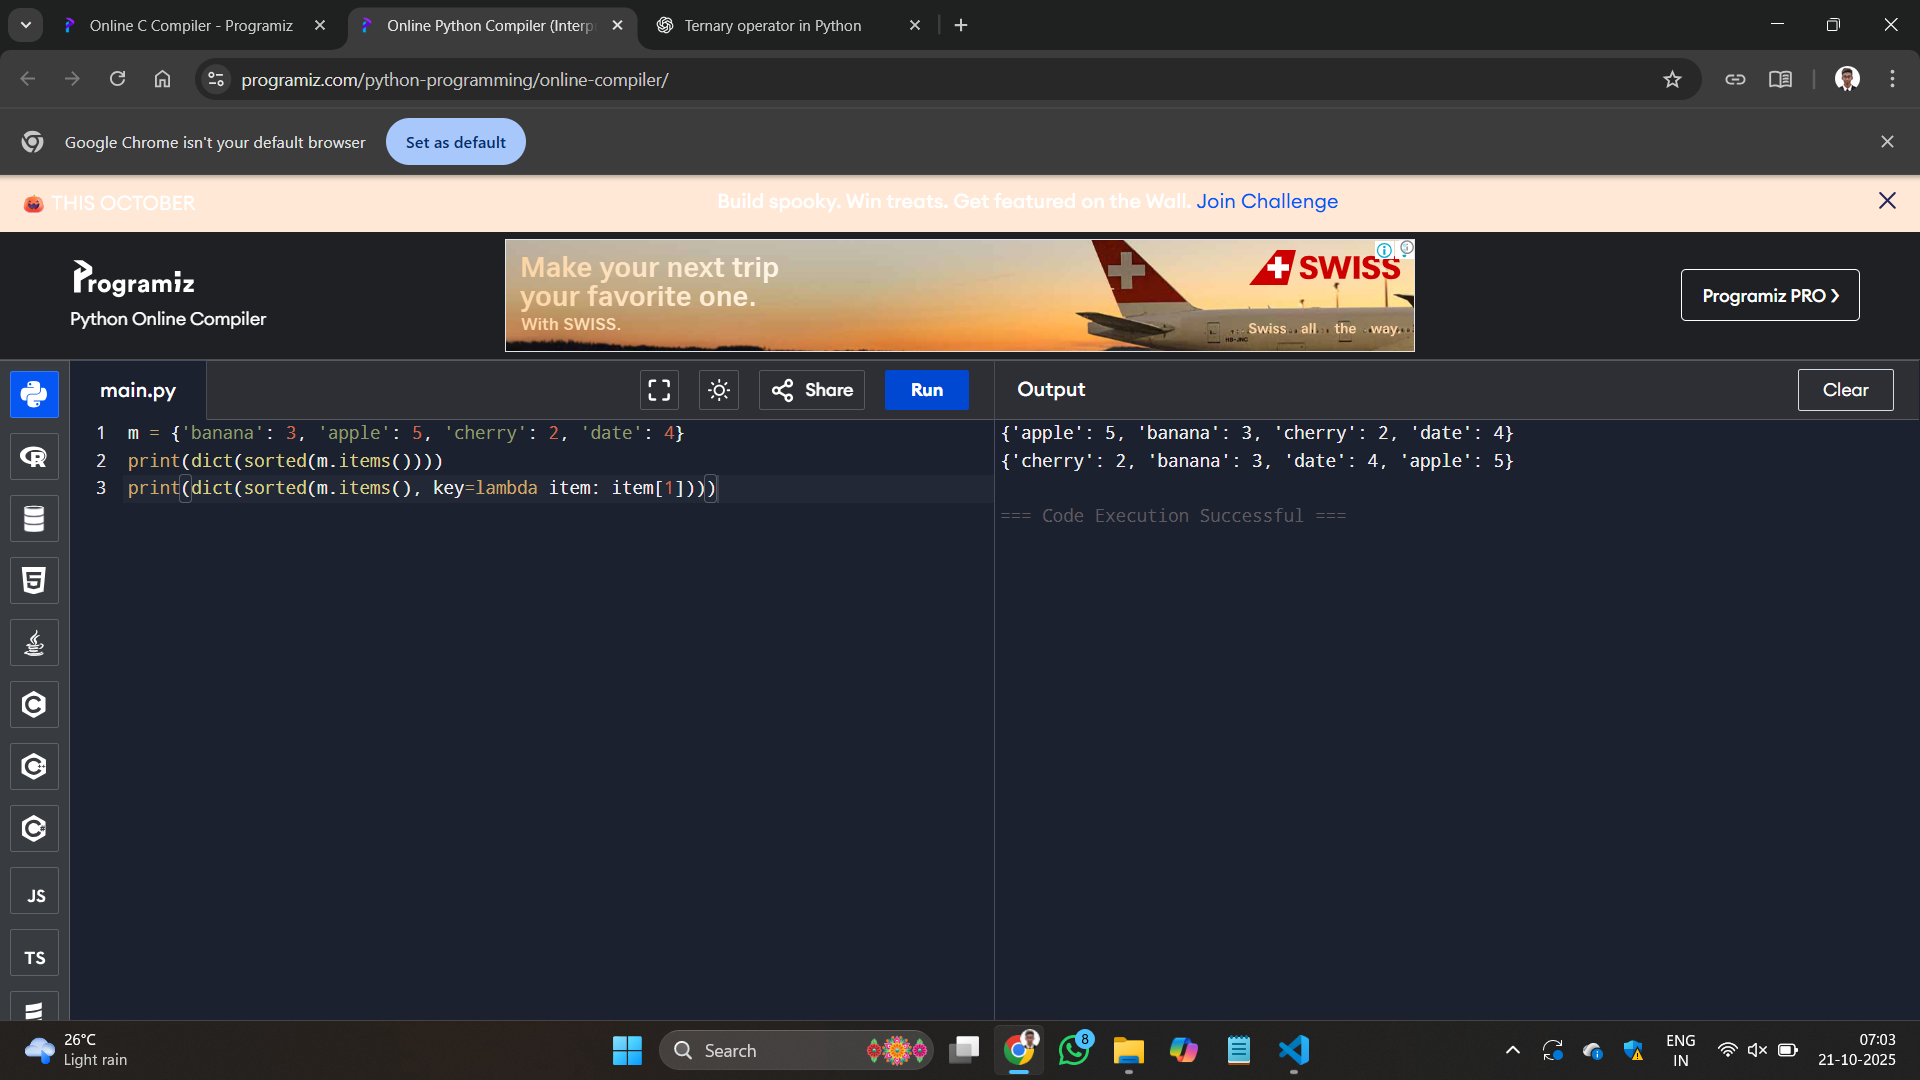 Online C Compiler - Programiz
Online Python Compiler (Interp
Ternary operator in Python
programiz.com/python-programming/online-compiler/
Google Chrome isn't your default browser
Set as default
THIS OCTOBER
Build spooky. Win treats. Get featured on the Wall. Join Challenge
Programiz
Python Online Compiler
Make your next trip
your favorite one.
With SWISS.
SWISS
Swiss all the way.
Programiz PRO ›
main.py
Share
Run
Output
Clear
1 m = {'banana': 3, 'apple': 5, 'cherry': 2, 'date': 4}
2 print(dict(sorted(m.items())))
3 print(dict(sorted(m.items(), key=lambda item: item[1])))
{'apple': 5, 'banana': 3, 'cherry': 2, 'date': 4}
{'cherry': 2, 'banana': 3, 'date': 4, 'apple': 5}
=== Code Execution Successful ===
R
5
C
C
C
JS
TS
26°C
Light rain
Search
8
ENG
IN
07:03
21-10-2025